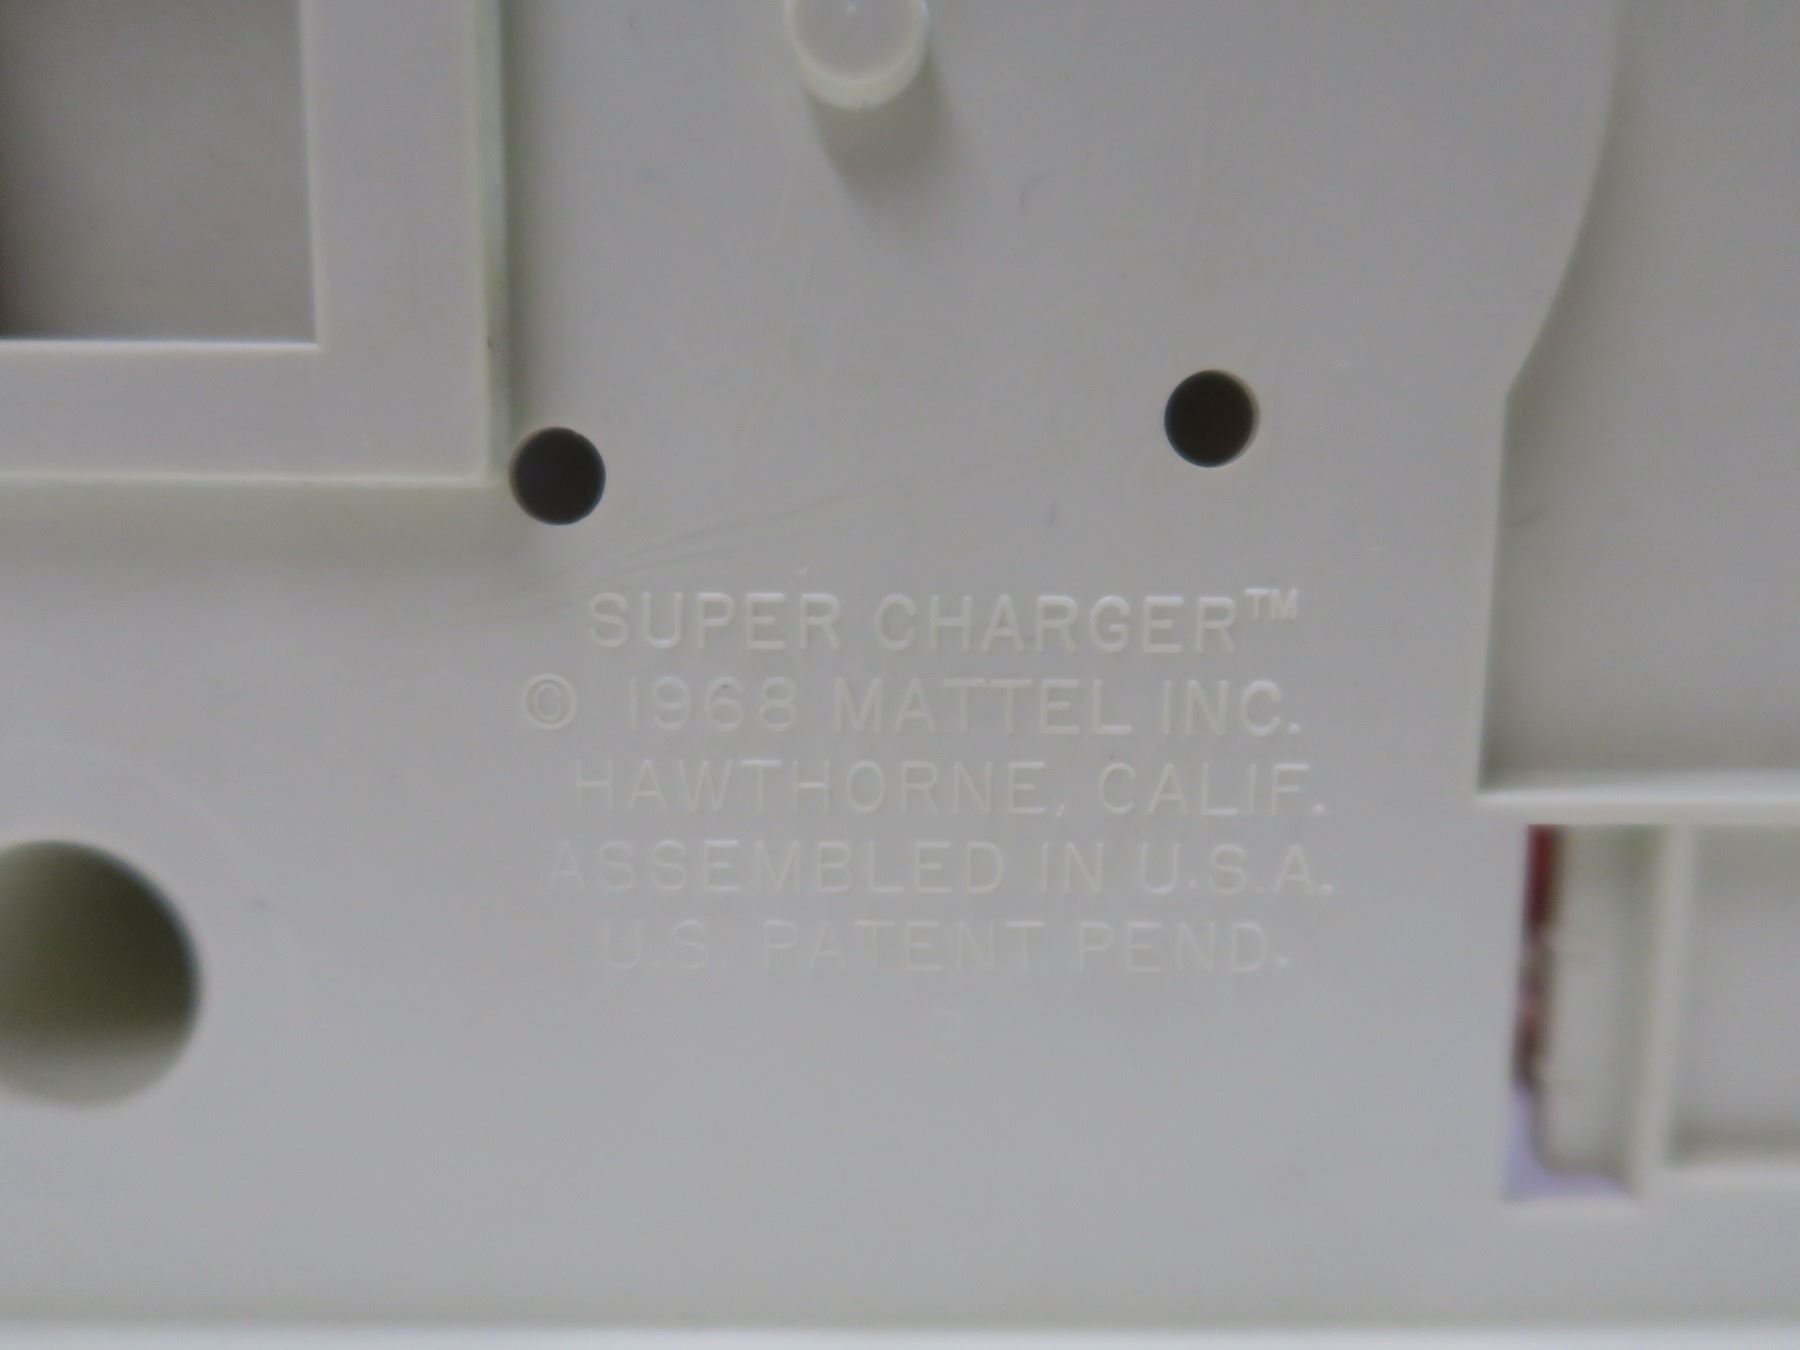 SUPER CHARGER™
© 1968 MATTEL INC.
HAWTHORNE, CALIF.
ASSEMBLED IN U.S.A.
U.S. PATENT PEND.